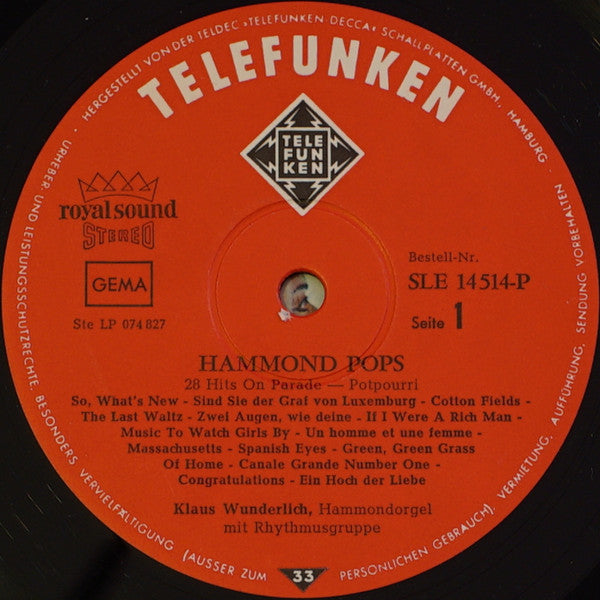 HERGESTELLT VON DER TELDEC »TELEFUNKEN DECCA« SCHALLPLATTEN GMBH., HAMBURG · ZUVERVIELFÄLTIGUNG
TELEFUNKEN
TELE
FUN
KEN
royal sound
STEREO
GEMA
Ste LP 074 827
Bestell-Nr.
SLE 14 514-P
Seite 1
HAMMOND POPS
28 Hits On Parade — Potpourri
So, What's New - Sind Sie der Graf von Luxemburg - Cotton Fields -
The Last Waltz - Zwei Augen, wie deine - If I Were A Rich Man -
Music To Watch Girls By - Un homme et une femme -
Massachusetts - Spanish Eyes - Green, Green Grass
Of Home - Canale Grande Number One -
Congratulations - Ein Hoch der Liebe
Klaus Wunderlich, Hammondorgel
mit Rhythmusgruppe
URHEBER- UND LEISTUNGSSCHUTZRECHTE, BESONDERS VERVIELFÄLTIGUNG (AUSSER ZUM PERSÖNLICHEN GEBRAUCH), VERMIETUNG, AUFFÜHRUNG, SENDUNG VORBEHALTEN
33